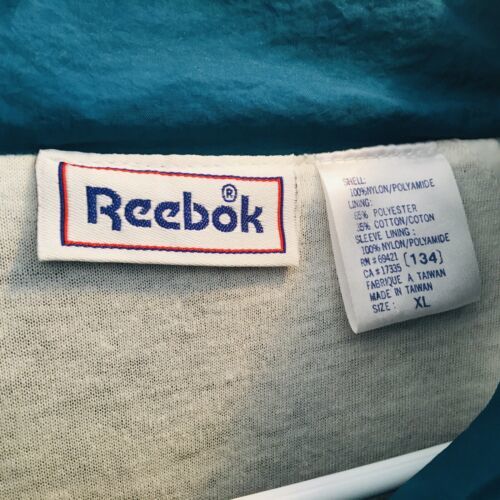 Reebok®
SHELL:
100%NYLON/POLYAMIDE
LINING:
65% POLYESTER
35% COTTON/COTON
SLEEVE LINING:
100% NYLON/POLYAMIDE
RM # 69421 [134]
CA # 17335
FABRIQUE A TAIWAN
MADE IN TAIWAN
SIZE: XL